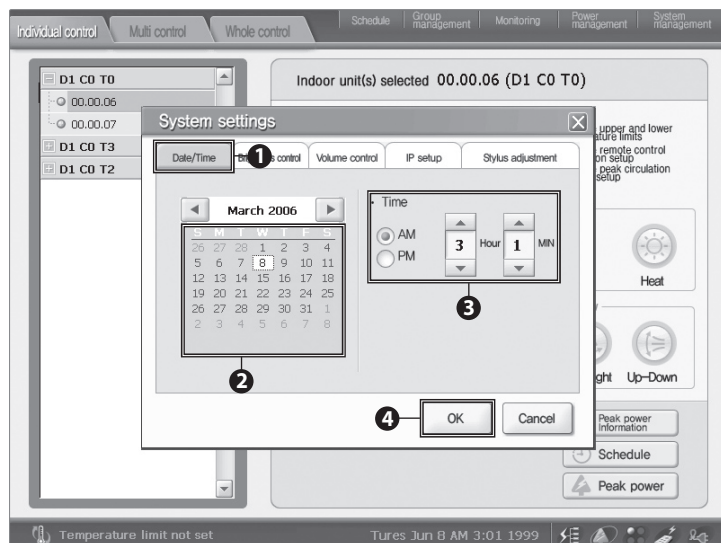 Individual control
Multi control
Whole control
Schedule
Group management
Monitoring
Power management
System management
D1 C0 T0
00.00.06
00.00.07
D1 C0 T3
D1 C0 T2
Indoor unit(s) selected 00.00.06 (D1 C0 T0)
upper and lower
ature limits
remote control
on setup
peak circulation
setup
System settings
Date/Time
1
s control
Volume control
IP setup
Stylus adjustment
March 2006
S M T W T F S
26 27 28 1 2 3 4
5 6 7 8 9 10 11
12 13 14 15 16 17 18
19 20 21 22 23 24 25
26 27 28 29 30 31 1
2 3 4 5 6 7 8
2
Time
AM
PM
3 Hour 1 MIN
3
4
OK
Cancel
Heat
ght
Up-Down
Peak power
Information
Schedule
Peak power
Temperature limit not set
Tures Jun 8 AM 3:01 1999